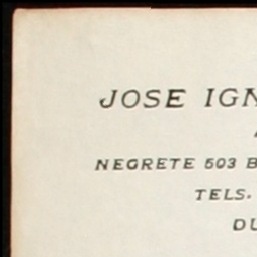 JOSE IGN
NEGRETE 503 B
TELS.
DU